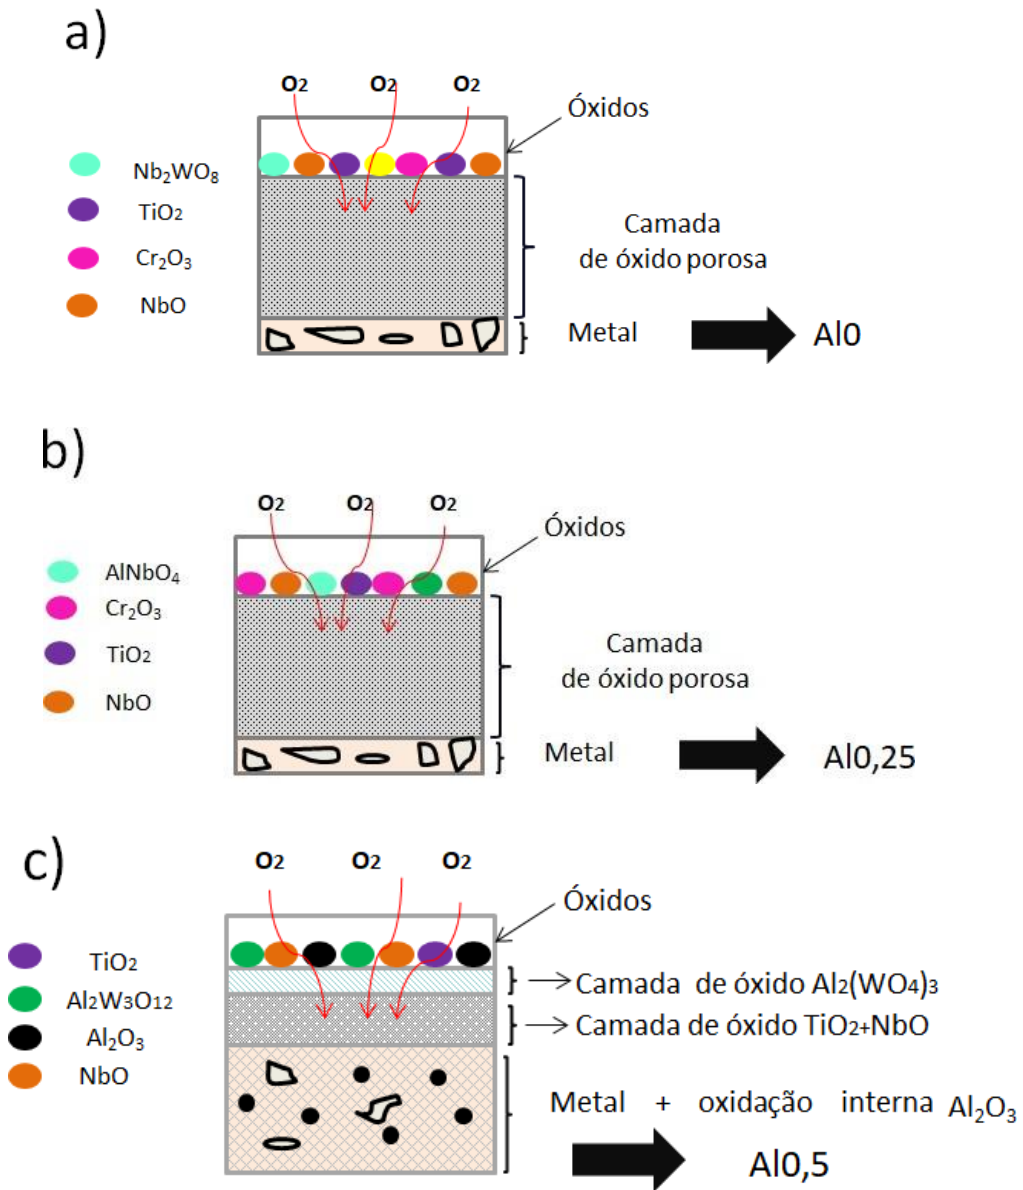 a)
O₂ O₂ O₂
Óxidos
Nb₂WO₈
TiO₂
Cr₂O₃
NbO
Camada
de óxido porosa
Metal
Al0
b)
O₂ O₂ O₂
Óxidos
AlNbO₄
Cr₂O₃
TiO₂
NbO
Camada
de óxido porosa
Metal
Al0,25
c)
O₂ O₂ O₂
Óxidos
TiO₂
Al₂W₃O₁₂
Al₂O₃
NbO
Camada de óxido Al₂(WO₄)₃
Camada de óxido TiO₂+NbO
Metal + oxidação interna Al₂O₃
Al0,5